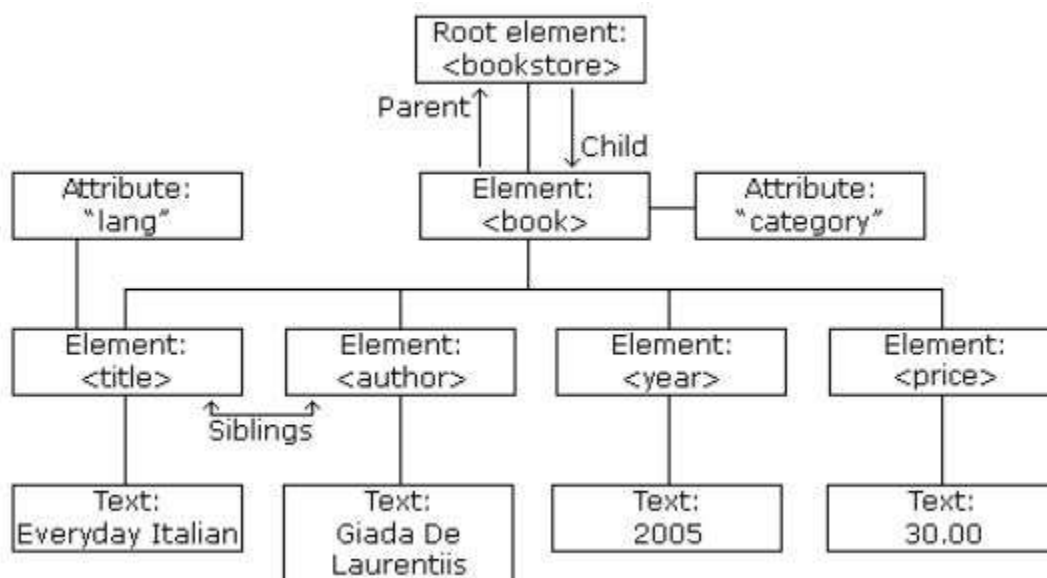 Root element:
<bookstore>
Parent
Child
Attribute:
“lang”
Element:
<book>
Attribute:
“category”
Element:
<title>
Element:
<author>
Element:
<year>
Element:
<price>
Siblings
Text:
Everyday Italian
Text:
Giada De
Laurentiis
Text:
2005
Text:
30.00